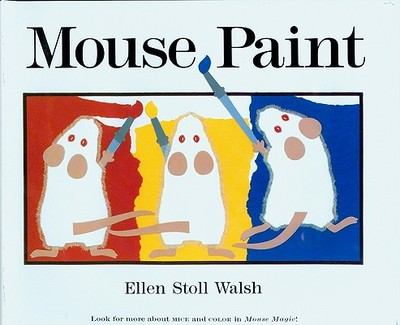 Mouse Paint
Ellen Stoll Walsh
Look for more about MICE and COLOR in Mouse Magic!